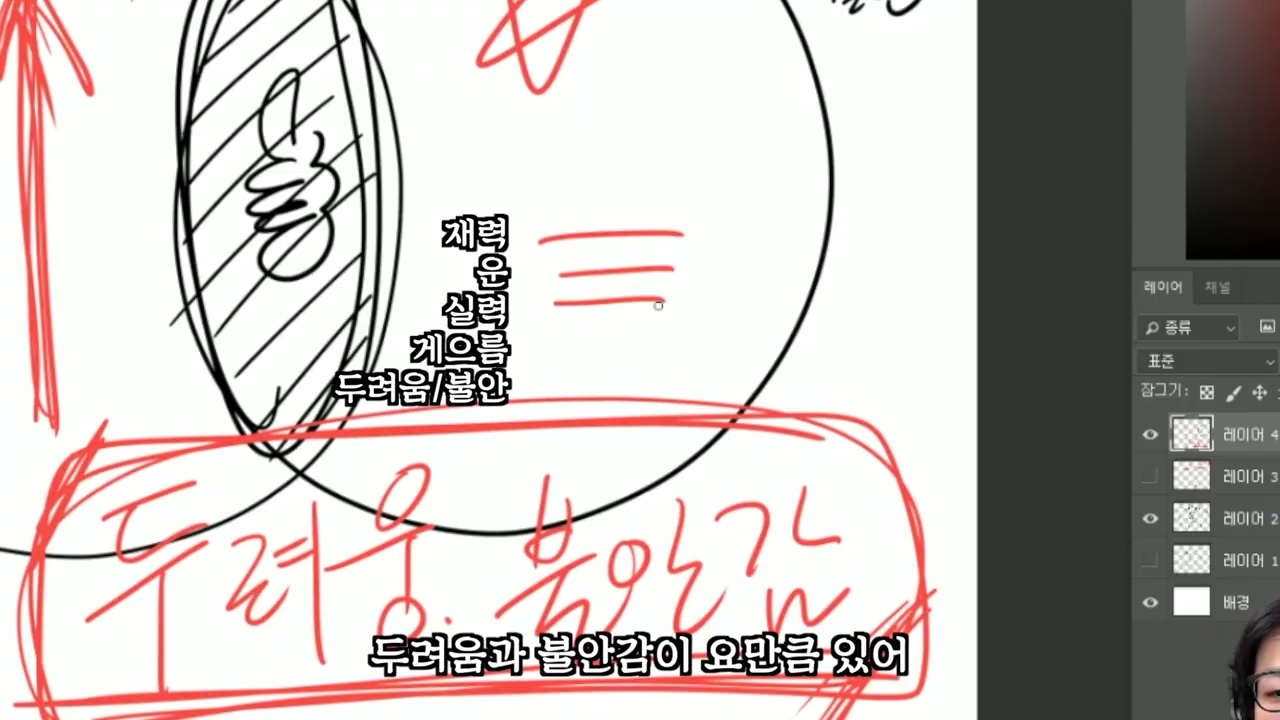 재력
운
실력
게으름
두려움/불안
두려움. 불안감
두려움과 불안감이 요만큼 있어
레이어 채널
종류
표준
잠그기:
레이어 4
레이어 3
레이어 2
레이어 1
배경